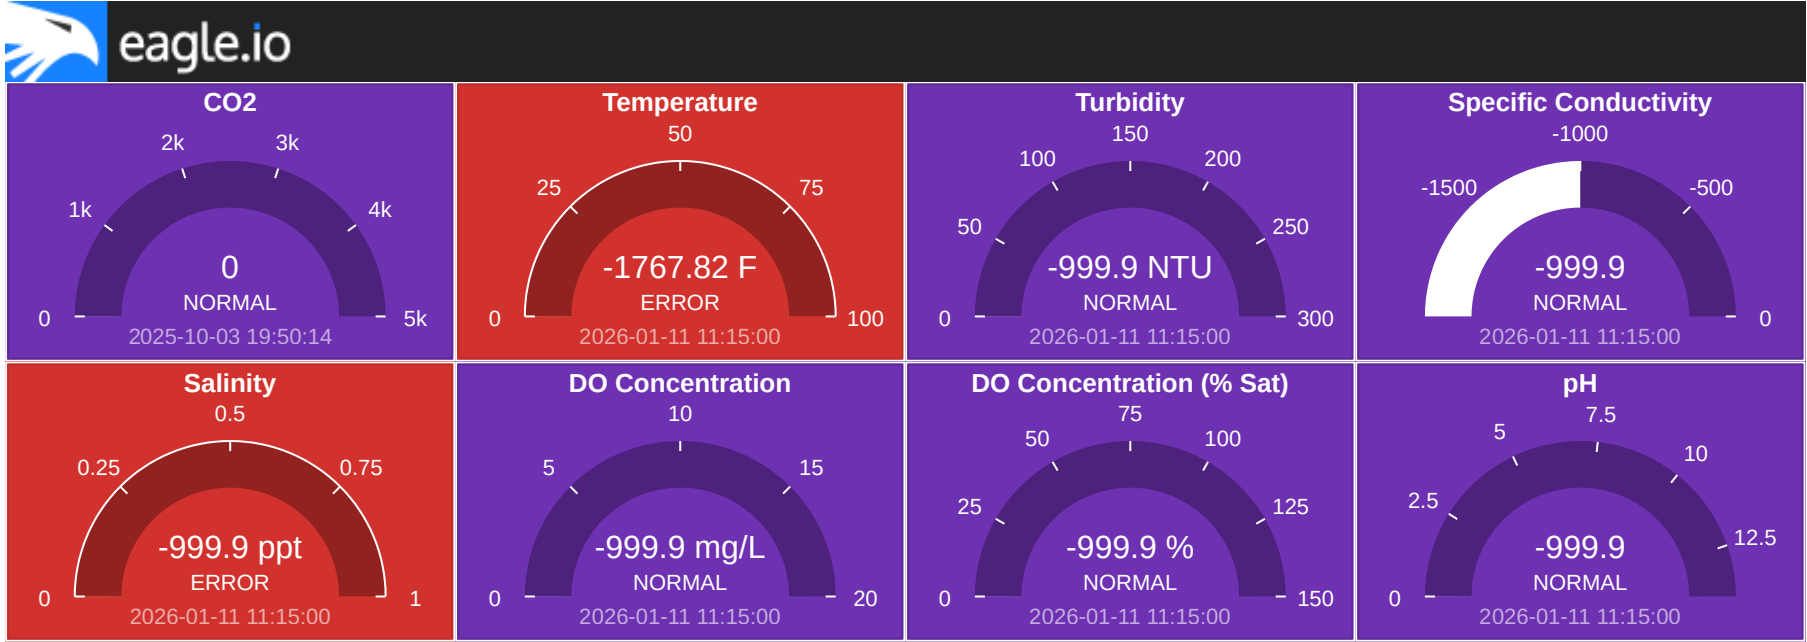 eagle.io
CO2
2k
3k
1k
4k
0
NORMAL
0
5k
2025-10-03 19:50:14
Temperature
50
25
75
-1767.82 F
ERROR
0
100
2026-01-11 11:15:00
Turbidity
150
100
200
50
250
-999.9 NTU
NORMAL
0
300
2026-01-11 11:15:00
Specific Conductivity
-1000
-1500
-500
-999.9
NORMAL
0
2026-01-11 11:15:00
Salinity
0.5
0.25
0.75
-999.9 ppt
ERROR
0
1
2026-01-11 11:15:00
DO Concentration
10
5
15
-999.9 mg/L
NORMAL
0
20
2026-01-11 11:15:00
DO Concentration (% Sat)
75
50
100
25
125
-999.9 %
NORMAL
0
150
2026-01-11 11:15:00
pH
7.5
5
10
2.5
12.5
-999.9
NORMAL
0
2026-01-11 11:15:00